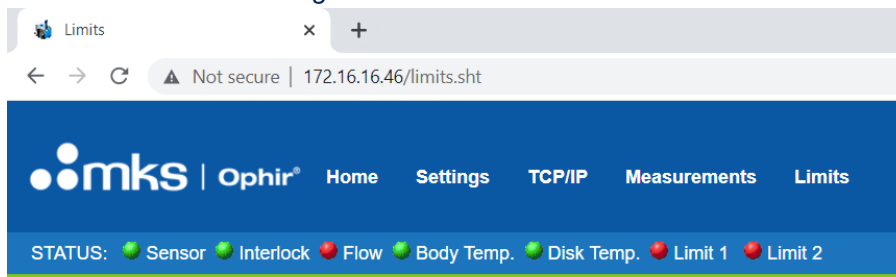 Limits × +
Not secure | 172.16.16.46/limits.sht
mks | Ophir® Home Settings TCP/IP Measurements Limits
STATUS: Sensor Interlock Flow Body Temp. Disk Temp. Limit 1 Limit 2